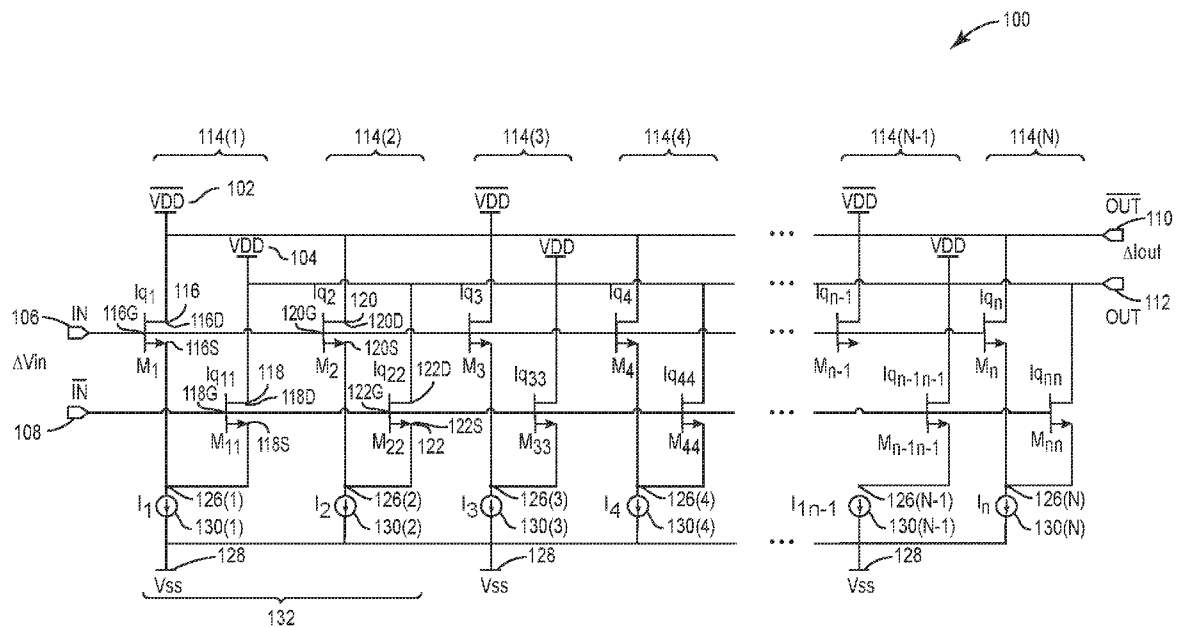 100
114(1) 114(2) 114(3) 114(4) 114(N-1) 114(N)
VDD 102 VDD VDD
OUT 110
VDD 104 VDD VDD
ΔIout
Iq1 116 Iq2 120 Iq3 Iq4 Iqn-1 Iqn
112
OUT
106 IN 116G 116D 120G 120D
116S 120S
ΔVin M1 M2 M3 M4 Mn-1 Mn
Iq11 118 Iq22 122D Iq33 Iq44 Iqn-1n-1 Iqnn
IN 118G 118D 122G
108 M11 118S M22 122S 122 M33 M44 Mn-1n-1 Mnn
I1 126(1) I2 126(2) I3 126(3) I4 126(4) I1n-1 126(N-1) In 126(N)
130(1) 130(2) 130(3) 130(4) 130(N-1) 130(N)
128 128 128
Vss Vss Vss
132